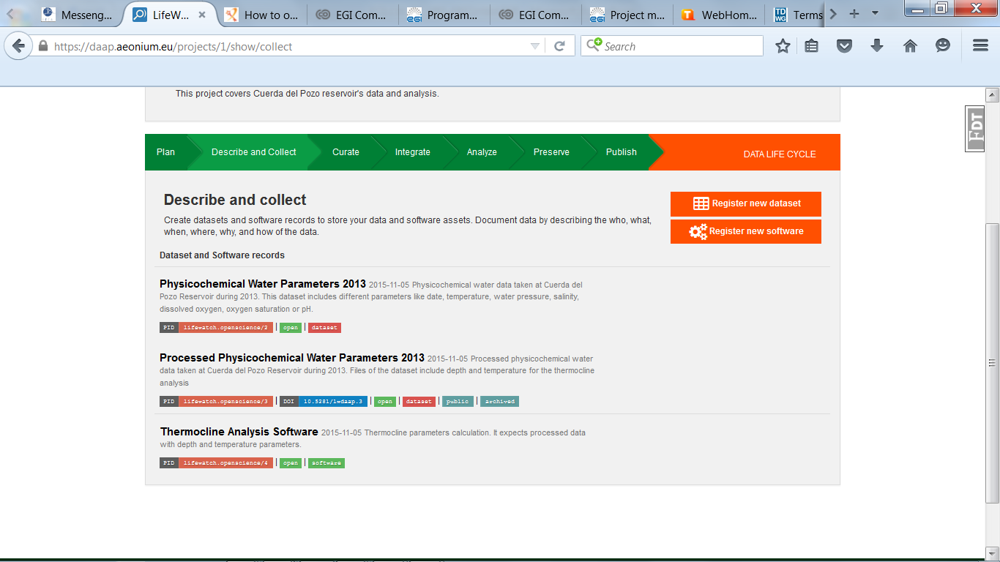 Messeng...
LifeW...
How to o...
EGI Com...
Program...
EGI Com...
Project m...
WebHom...
Terms
https://daap.aeonium.eu/projects/1/show/collect
Search
This project covers Cuerda del Pozo reservoir's data and analysis.
FDT
Plan
Describe and Collect
Curate
Integrate
Analyze
Preserve
Publish
DATA LIFE CYCLE
Describe and collect
Register new dataset
Create datasets and software records to store your data and software assets. Document data by describing the who, what,
when, where, why, and how of the data.
Register new software
Dataset and Software records
Physicochemical Water Parameters 2013 2015-11-05 Physicochemical water data taken at Cuerda del
Pozo Reservoir during 2013. This dataset includes different parameters like date, temperature, water pressure, salinity,
dissolved oxygen, oxygen saturation or pH.
PID lifewatch.openscience/2 | open | dataset
Processed Physicochemical Water Parameters 2013 2015-11-05 Processed physicochemical water
data taken at Cuerda del Pozo Reservoir during 2013. Files of the dataset include depth and temperature for the thermocline
analysis
PID lifewatch.openscience/3 | DOI 10.5281/lwdaap.3 | open | dataset | public | archived
Thermocline Analysis Software 2015-11-05 Thermocline parameters calculation. It expects processed data
with depth and temperature parameters.
PID lifewatch.openscience/4 | open | software